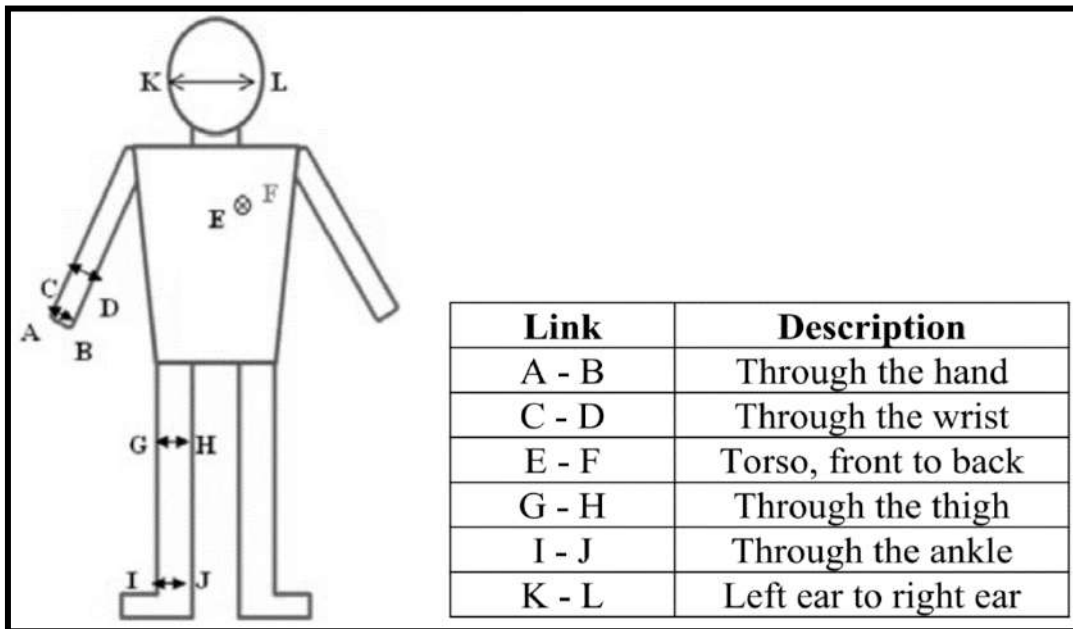 K L
F
E
C
D
A
B
G H
I J
Link Description
A - B Through the hand
C - D Through the wrist
E - F Torso, front to back
G - H Through the thigh
I - J Through the ankle
K - L Left ear to right ear